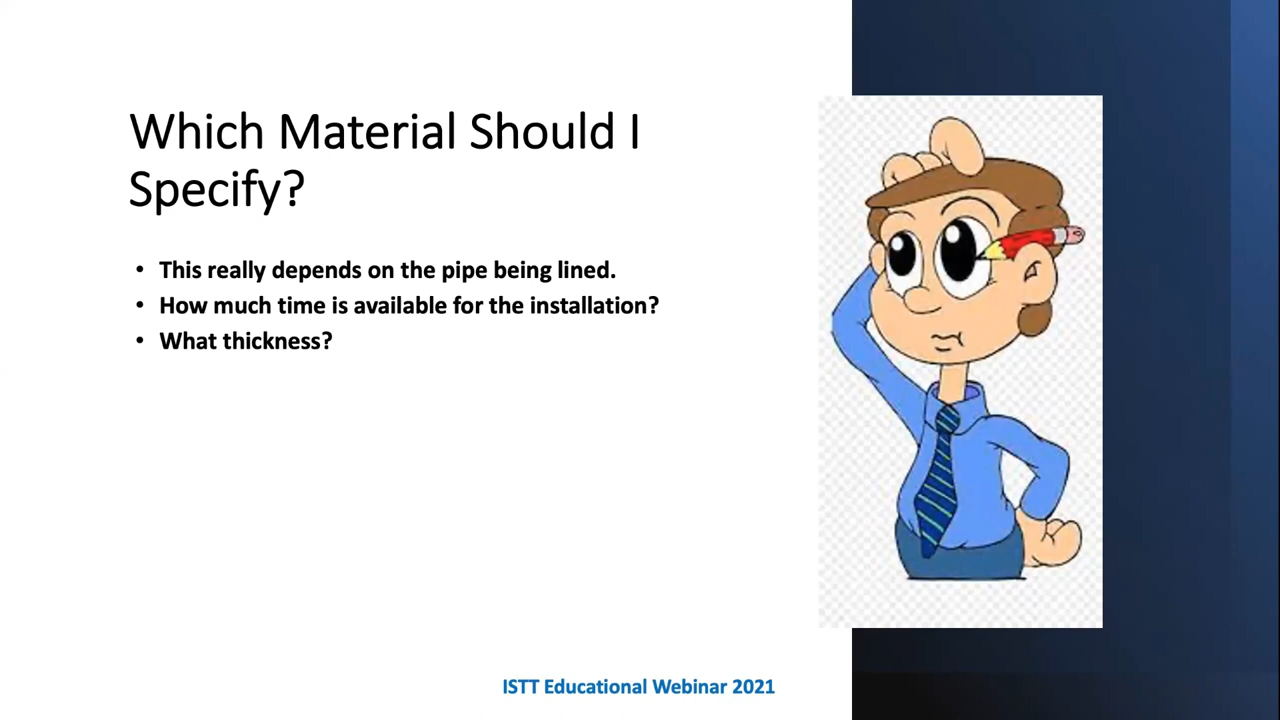 Which Material Should I
Specify?
• This really depends on the pipe being lined.
• How much time is available for the installation?
• What thickness?
ISTT Educational Webinar 2021